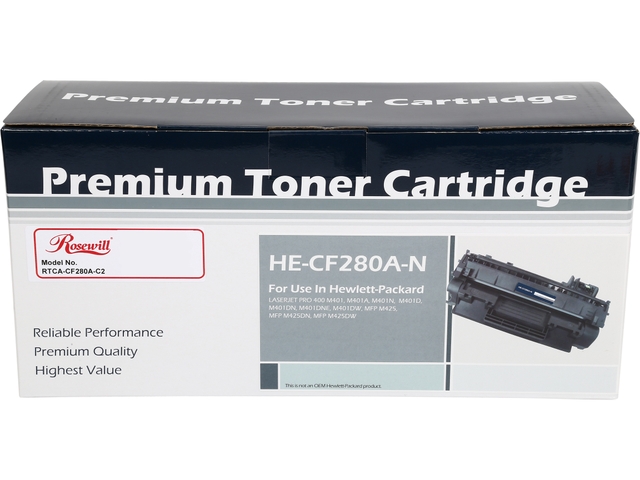 Premium Toner Cartridge
Premium Toner Cartridge
Rosewill
Model No.
RTCA-CF280A-C2
HE-CF280A-N
For Use In Hewlett-Packard
LASERJET PRO 400 M401, M401A, M401N, M401D,
M401DN, M401DNE, M401DW, MFP M425,
MFP M425DN, MFP M425DW
Reliable Performance
Premium Quality
Highest Value
This is not an OEM Hewlett-Packard product.